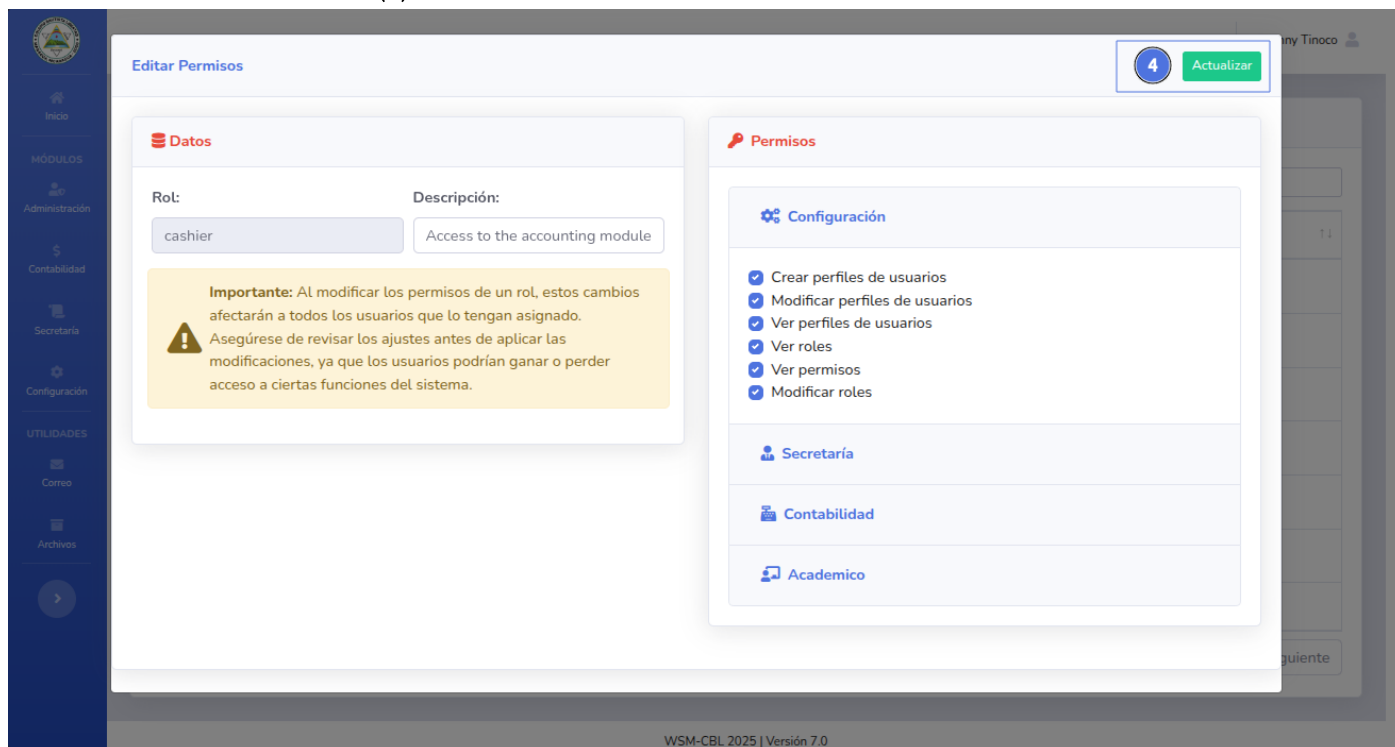 nny Tinoco
Editar Permisos
4
Actualizar
Inicio
MÓDULOS
Administración
Contabilidad
Secretaría
Configuración
UTILIDADES
Correo
Archivos
Datos
Rol:
Descripción:
cashier
Access to the accounting module
Importante: Al modificar los permisos de un rol, estos cambios
afectarán a todos los usuarios que lo tengan asignado.
Asegúrese de revisar los ajustes antes de aplicar las
modificaciones, ya que los usuarios podrían ganar o perder
acceso a ciertas funciones del sistema.
Permisos
Configuración
Crear perfiles de usuarios
Modificar perfiles de usuarios
Ver perfiles de usuarios
Ver roles
Ver permisos
Modificar roles
Secretaría
Contabilidad
Academico
guiente
WSM-CBL 2025 | Versión 7.0